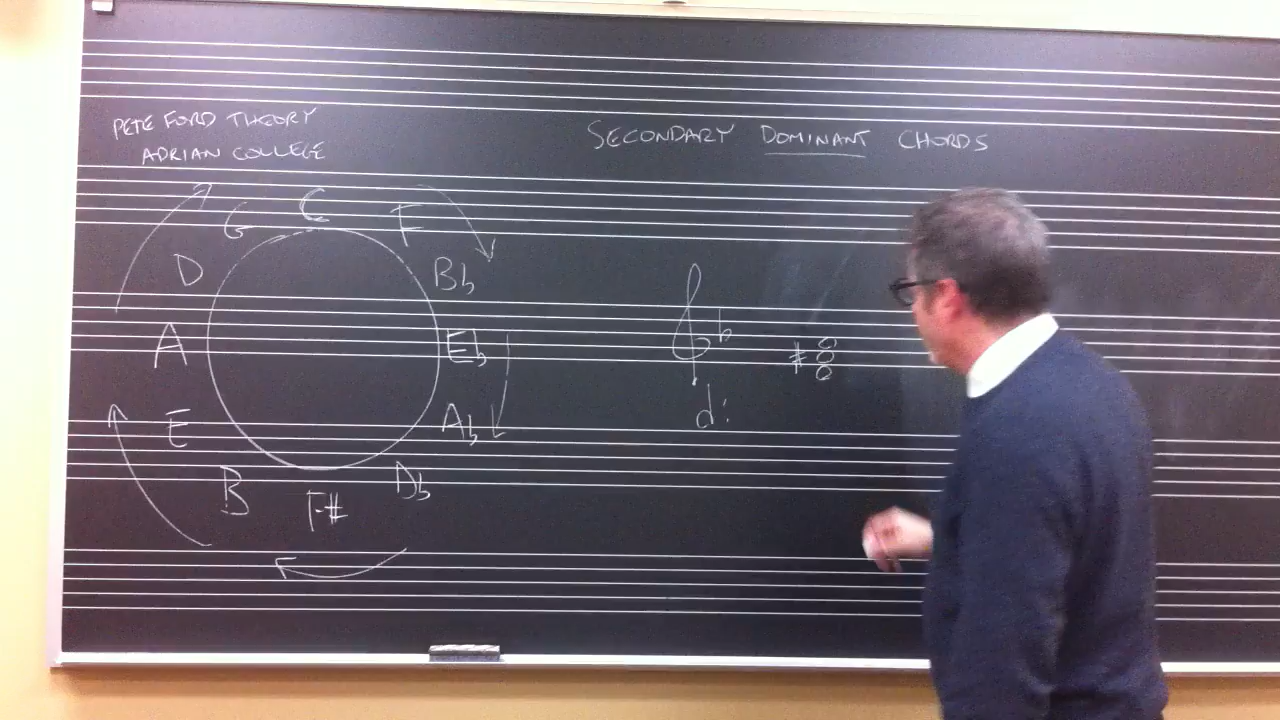 PETE FORD THEORY
ADRIAN COLLEGE
SECONDARY DOMINANT CHORDS
C
G
F
D
Bb
A
Eb
E
Ab
B
Db
F#
b
#
d: